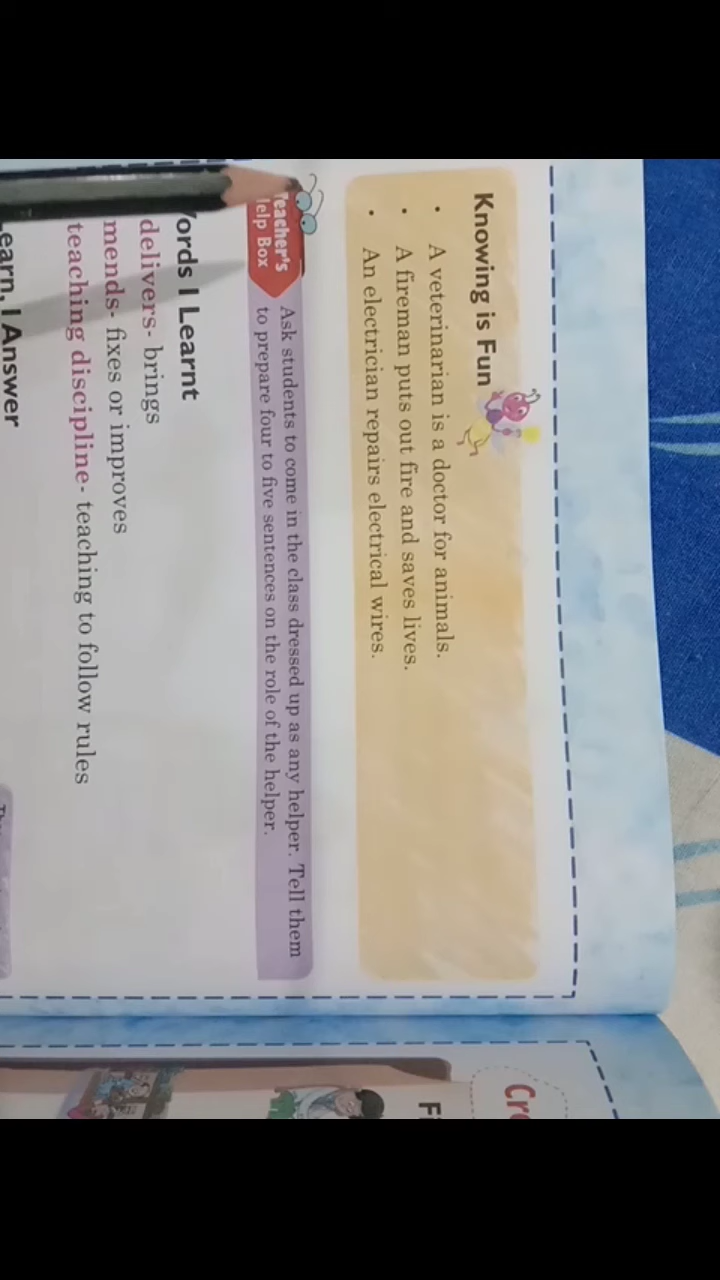 Knowing is Fun
• A veterinarian is a doctor for animals.
• A fireman puts out fire and saves lives.
• An electrician repairs electrical wires.
Teacher's
Help Box
Ask students to come in the class dressed up as any helper. Tell them
to prepare four to five sentences on the role of the helper.
ords I Learnt
delivers- brings
mends- fixes or improves
teaching discipline- teaching to follow rules
earn, I Answer
Cr
F